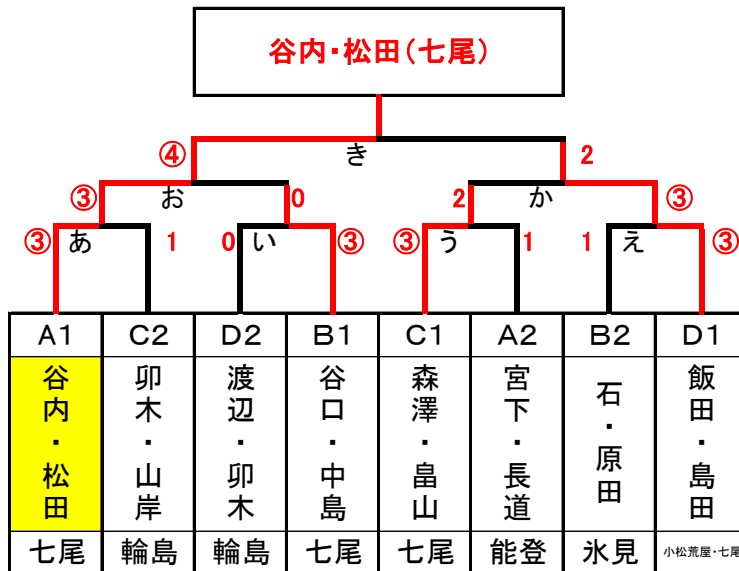 谷内・松田(七尾)
④ き 2
③ お 0 2 か ③
③ あ 1 0 い ③ ③ う 1 1 え ③
A1 C2 D2 B1 C1 A2 B2 D1
谷内・松田 卯木・山岸 渡辺・卯木 谷口・中島 森澤・畠山 宮下・長道 石・原田 飯田・島田
七尾 輪島 輪島 七尾 七尾 能登 氷見 小松荒屋・七尾